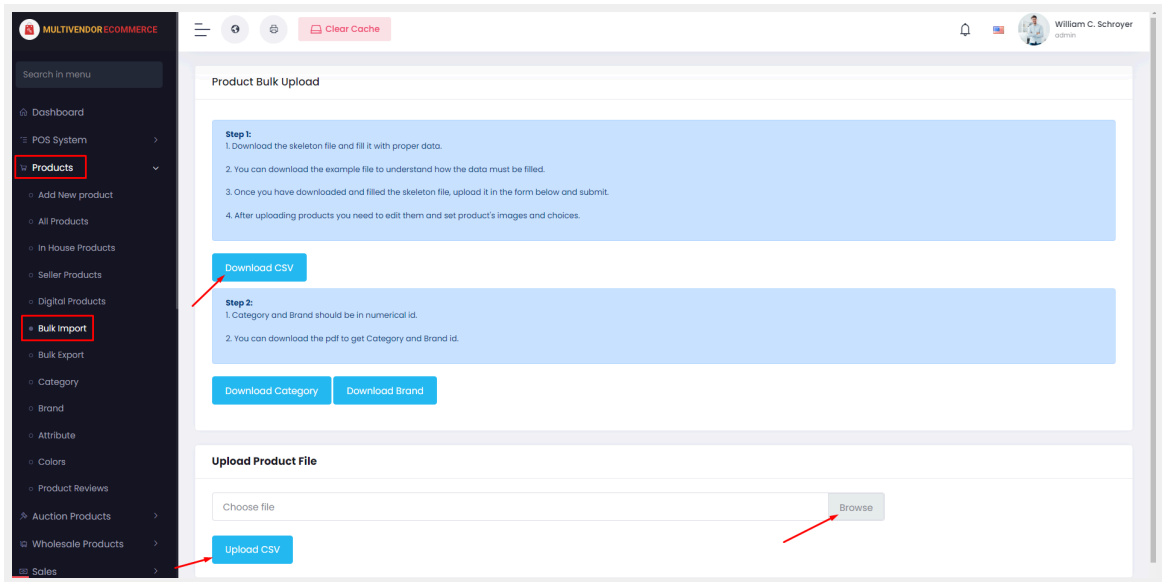 MULTIVENDOR ECOMMERCE
Clear Cache
William C. Schroyer
admin
Search in menu
Dashboard
POS System
Products
Add New product
All Products
In House Products
Seller Products
Digital Products
Bulk Import
Bulk Export
Category
Brand
Attribute
Colors
Product Reviews
Auction Products
Wholesale Products
Sales
Product Bulk Upload
Step 1:
1. Download the skeleton file and fill it with proper data.
2. You can download the example file to understand how the data must be filled.
3. Once you have downloaded and filled the skeleton file, upload it in the form below and submit.
4. After uploading products you need to edit them and set product's images and choices.
Download CSV
Step 2:
1. Category and Brand should be in numerical id.
2. You can download the pdf to get Category and Brand id.
Download Category
Download Brand
Upload Product File
Choose file
Browse
Upload CSV